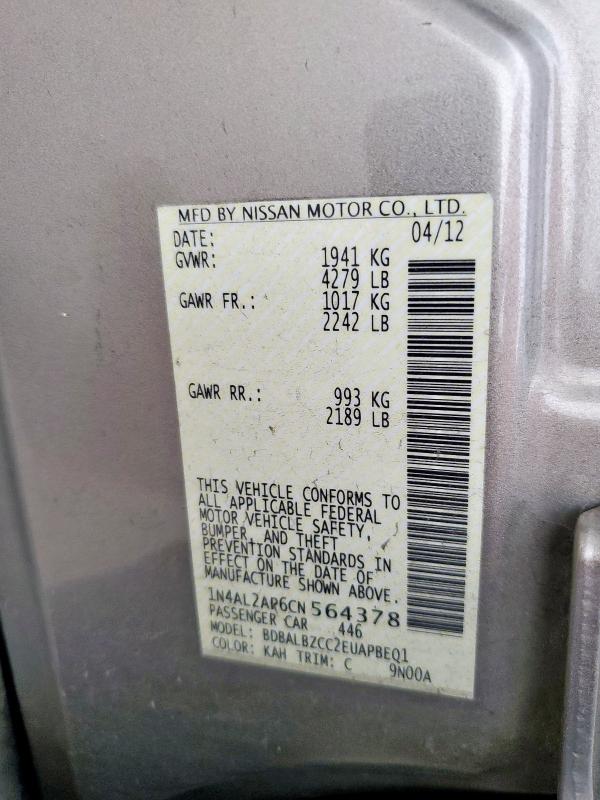 MFD BY NISSAN MOTOR CO., LTD.
DATE: 04/12
GVWR: 1941 KG
4279 LB
GAWR FR.: 1017 KG
2242 LB
GAWR RR.: 993 KG
2189 LB
THIS VEHICLE CONFORMS TO
ALL APPLICABLE FEDERAL
MOTOR VEHICLE SAFETY,
BUMPER, AND THEFT
PREVENTION STANDARDS IN
EFFECT ON THE DATE OF
MANUFACTURE SHOWN ABOVE.
1N4AL2AP6CN564378
PASSENGER CAR 446
MODEL: BDBALBZCC2EUAPBEQ1
COLOR: KAH TRIM: C 9N00A